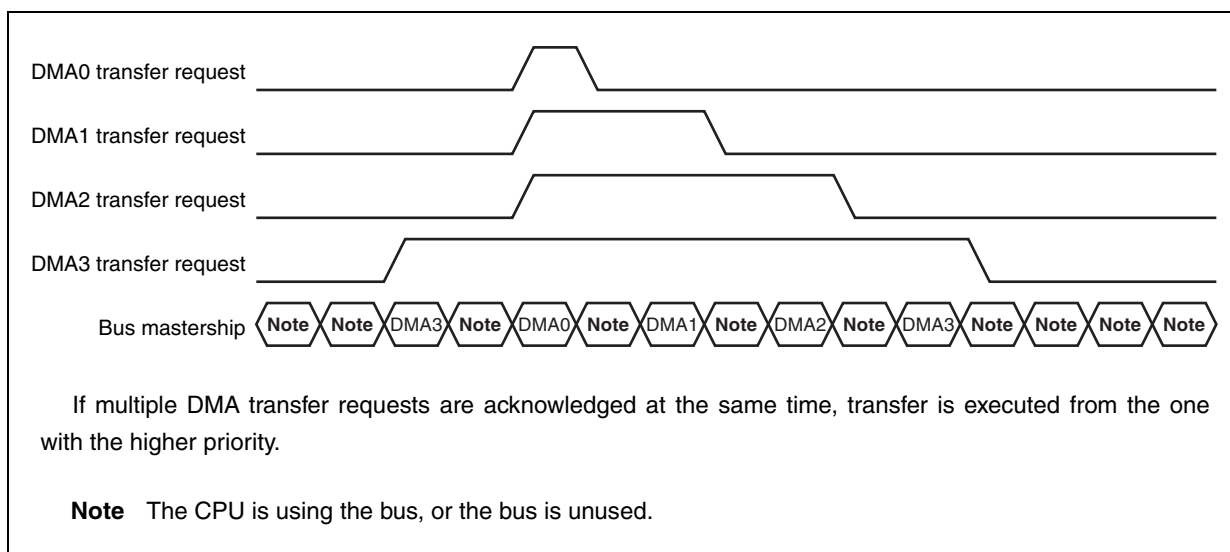 DMA0 transfer request
DMA1 transfer request
DMA2 transfer request
DMA3 transfer request
Bus mastership Note Note DMA3 Note DMA0 Note DMA1 Note DMA2 Note DMA3 Note Note Note Note
If multiple DMA transfer requests are acknowledged at the same time, transfer is executed from the one
with the higher priority.
Note The CPU is using the bus, or the bus is unused.